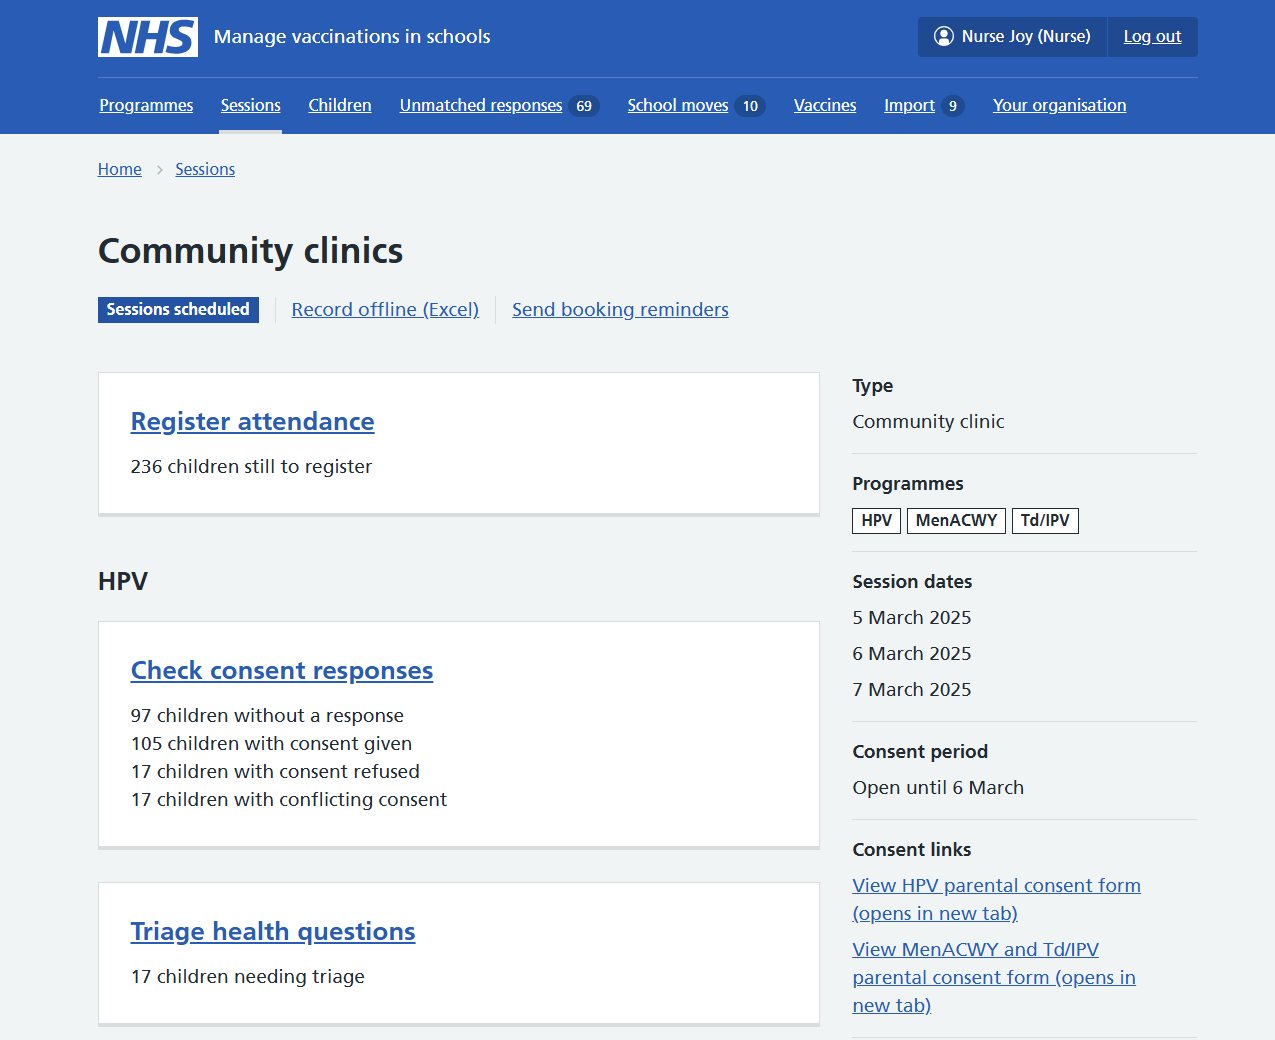 NHS Manage vaccinations in schools
Nurse Joy (Nurse) Log out
Programmes Sessions Children Unmatched responses 69 School moves 10 Vaccines Import 9 Your organisation
Home Sessions
Community clinics
Sessions scheduled Record offline (Excel) Send booking reminders
Register attendance
236 children still to register
HPV
Check consent responses
97 children without a response
105 children with consent given
17 children with consent refused
17 children with conflicting consent
Triage health questions
17 children needing triage
Type
Community clinic
Programmes
HPV MenACWY Td/IPV
Session dates
5 March 2025
6 March 2025
7 March 2025
Consent period
Open until 6 March
Consent links
View HPV parental consent form
(opens in new tab)
View MenACWY and Td/IPV
parental consent form (opens in
new tab)